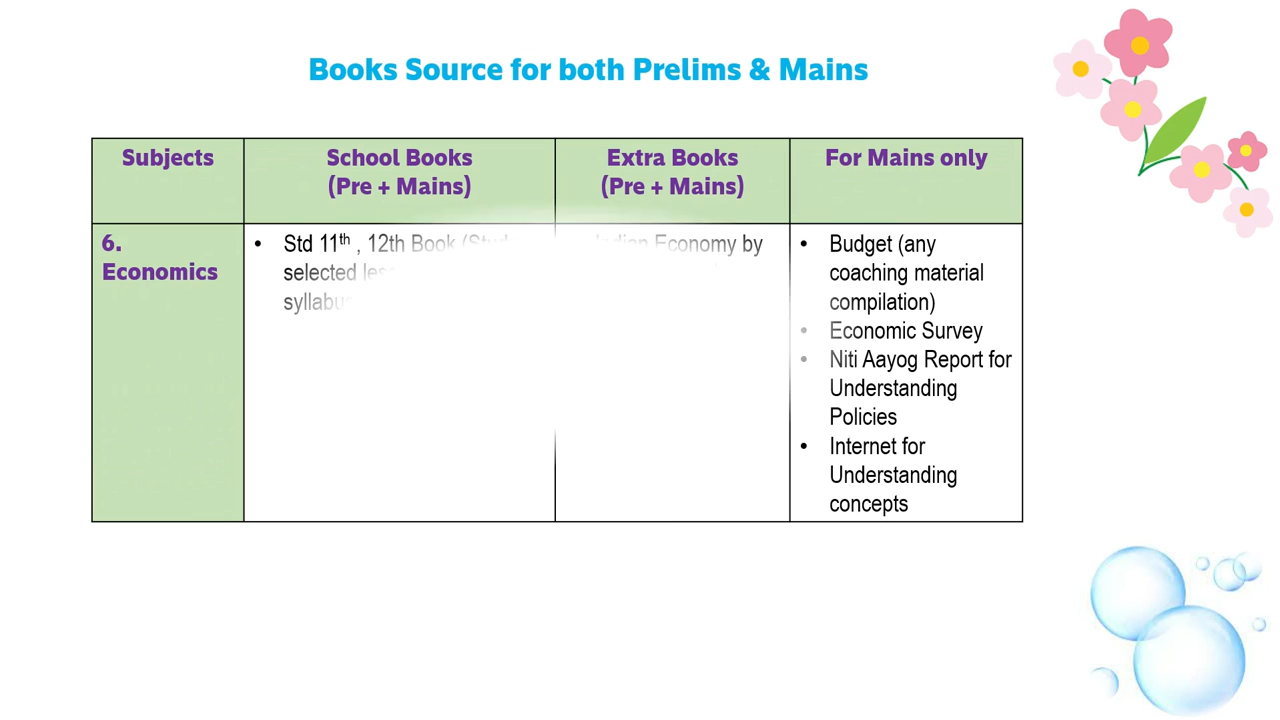 Books Source for both Prelims & Mains
Subjects
School Books
(Pre + Mains)
Extra Books
(Pre + Mains)
For Mains only
6.
Economics
• Std 11th , 12th Book
selected
Economy by
• Budget (any
coaching material
compilation)
• Economic Survey
• Niti Aayog Report for
Understanding
Policies
• Internet for
Understanding
concepts